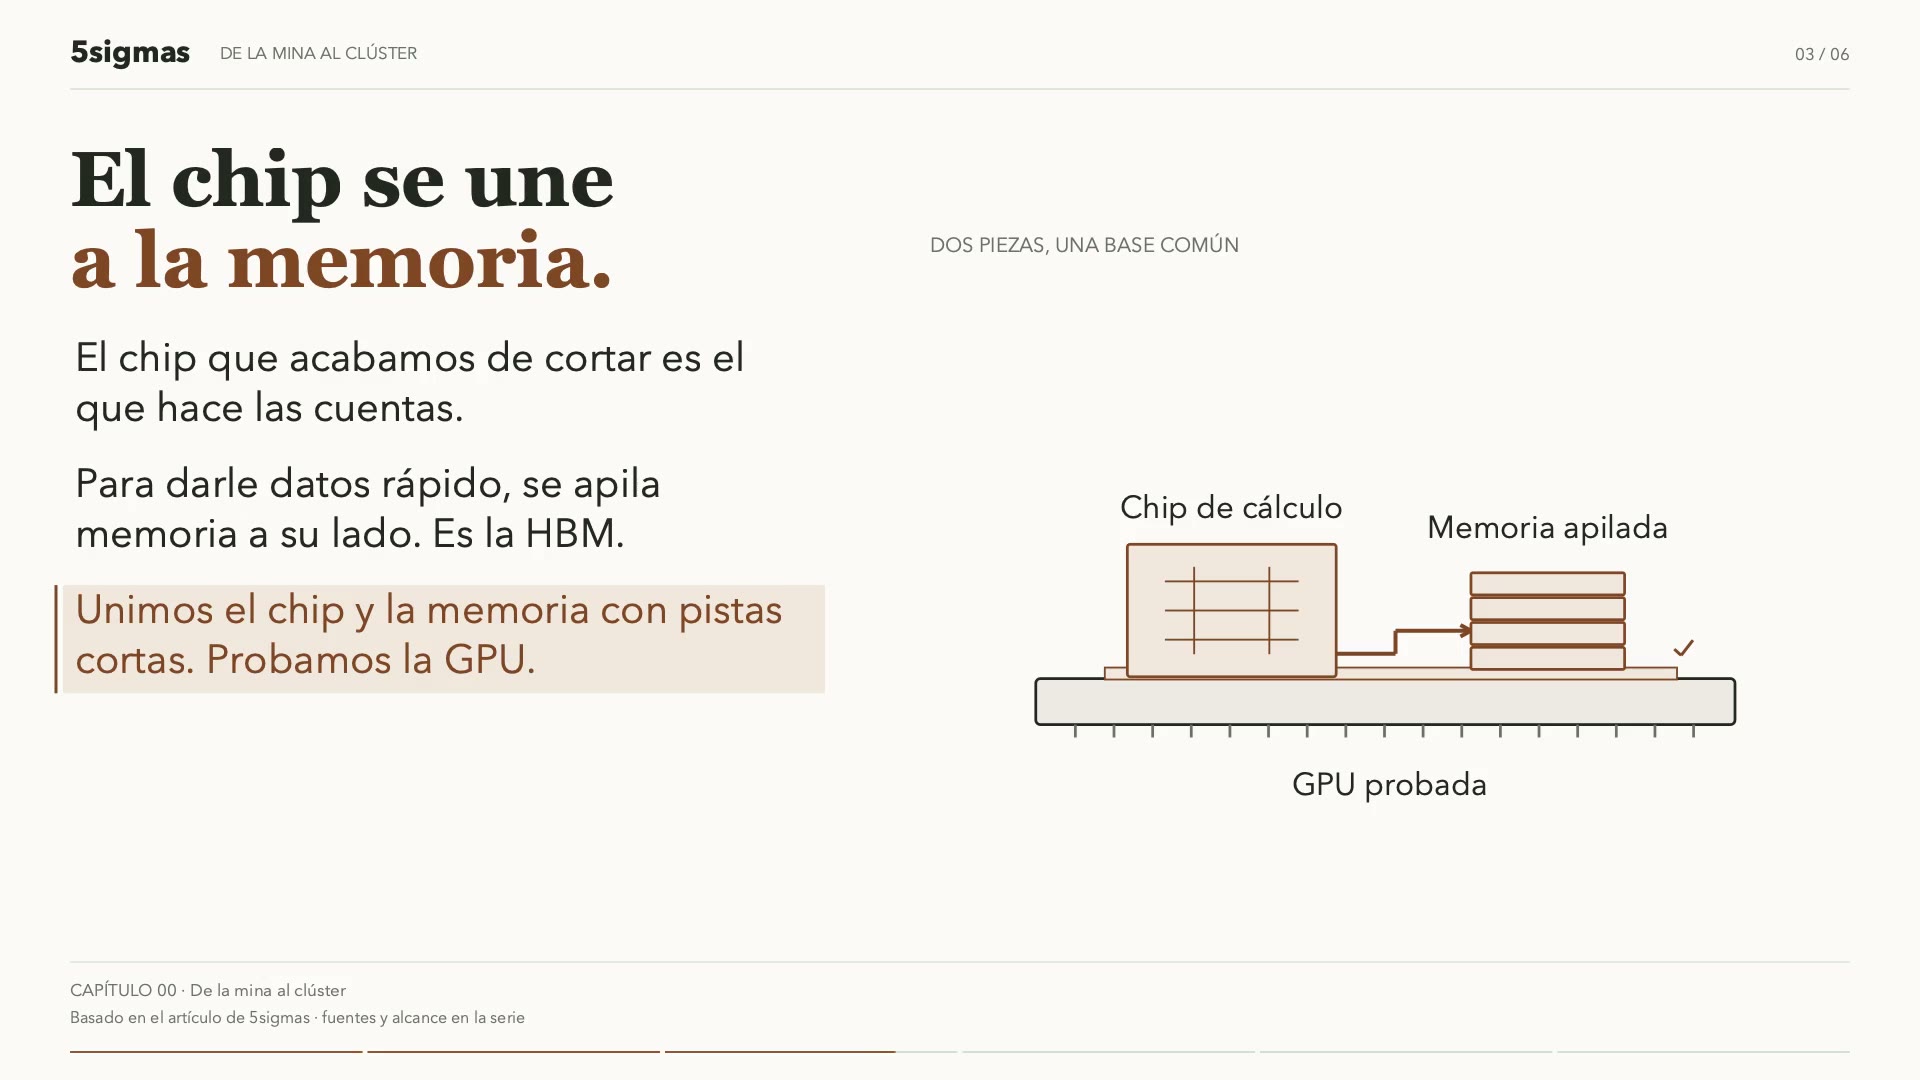 5sigmas
DE LA MINA AL CLÚSTER
03 / 06
El chip se une
a la memoria.
El chip que acabamos de cortar es el
que hace las cuentas.
Para darle datos rápido, se apila
memoria a su lado. Es la HBM.
Unimos el chip y la memoria con pistas
cortas. Probamos la GPU.
DOS PIEZAS, UNA BASE COMÚN
Chip de cálculo
Memoria apilada
GPU probada
CAPÍTULO 00 · De la mina al clúster
Basado en el artículo de 5sigmas · fuentes y alcance en la serie